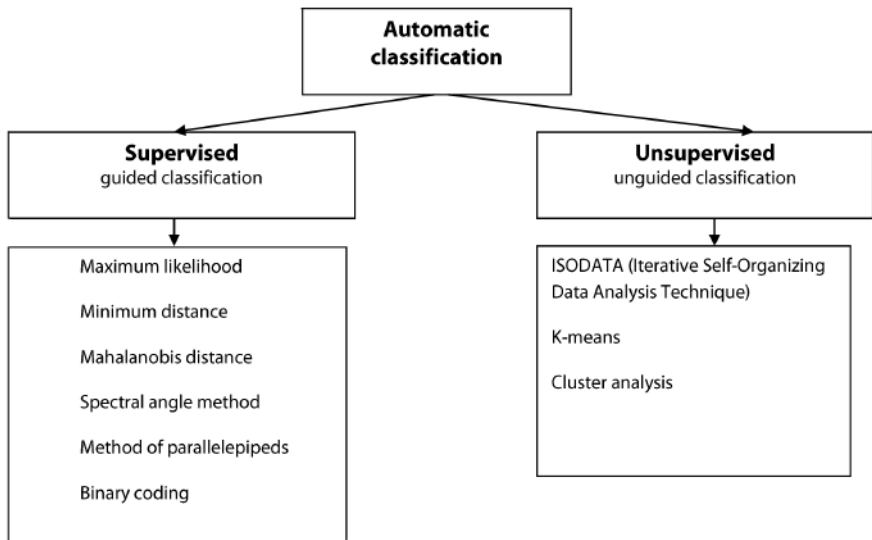 Automatic
classification
Supervised
guided classification
Unsupervised
unguided classification
Maximum likelihood
Minimum distance
Mahalanobis distance
Spectral angle method
Method of parallelepipeds
Binary coding
ISODATA (Iterative Self-Organizing
Data Analysis Technique)
K-means
Cluster analysis